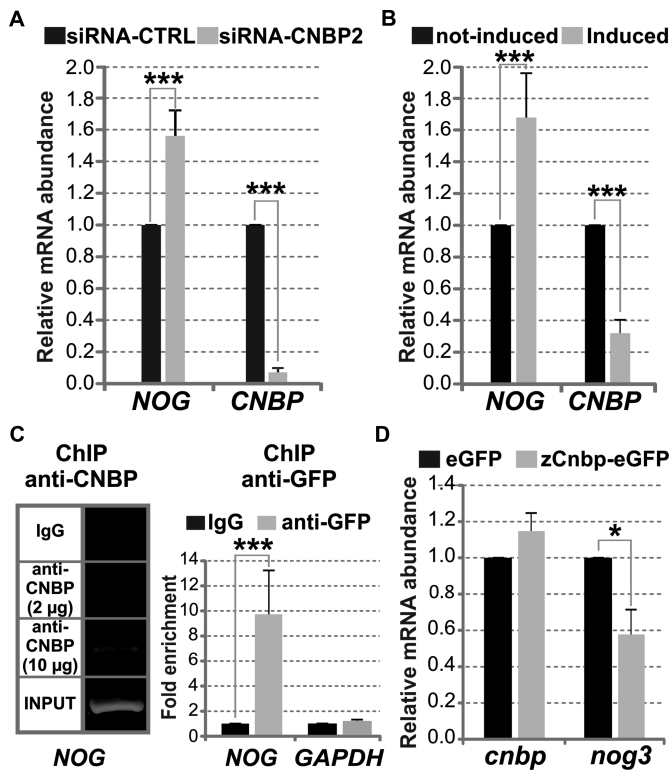 A
siRNA-CTRL siRNA-CNBP2
Relative mRNA abundance
2.0
1.8
1.6
1.4
1.2
1.0
0.8
0.6
0.4
0.2
0.0
***
***
NOG CNBP
B
not-induced Induced
Relative mRNA abundance
2.0
1.8
1.6
1.4
1.2
1.0
0.8
0.6
0.4
0.2
0.0
***
***
NOG CNBP
C
ChIP
anti-CNBP
IgG
anti-
CNBP
(2 µg)
anti-
CNBP
(10 µg)
INPUT
NOG
ChIP
anti-GFP
IgG anti-GFP
Fold enrichment
14
12
10
8
6
4
2
0
***
NOG GAPDH
D
eGFP zCnbp-eGFP
Relative mRNA abundance
1.4
1.2
1.0
0.8
0.6
0.4
0.2
0.0
*
cnbp nog3